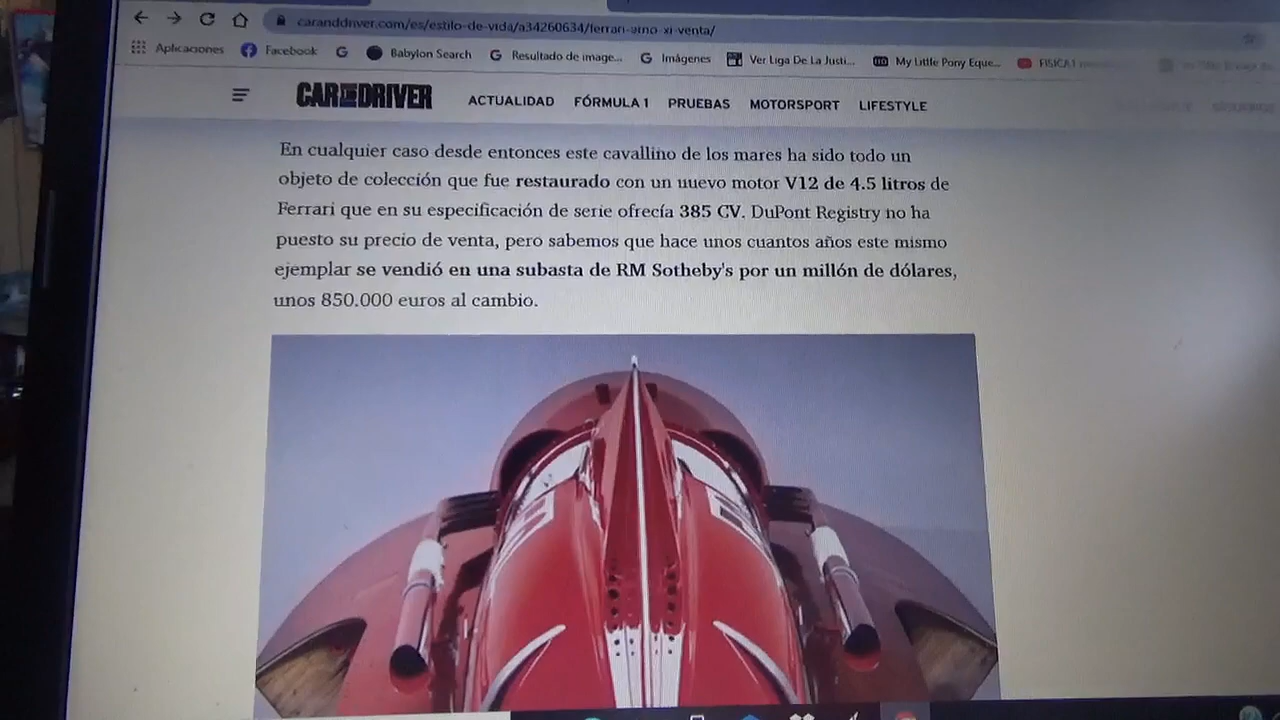 caranddriver.com/es/estilo-de-vida/a34260634/ferrari-arno-xi-venta/
Aplicaciones Facebook Babylon Search Resultado de image... Imágenes Ver Liga De La Justi... My Little Pony Eque... FISICA I
CAR AND DRIVER ACTUALIDAD FÓRMULA 1 PRUEBAS MOTORSPORT LIFESTYLE
En cualquier caso desde entonces este cavallino de los mares ha sido todo un
objeto de colección que fue restaurado con un nuevo motor V12 de 4.5 litros de
Ferrari que en su especificación de serie ofrecía 385 CV. DuPont Registry no ha
puesto su precio de venta, pero sabemos que hace unos cuantos años este mismo
ejemplar se vendió en una subasta de RM Sotheby's por un millón de dólares,
unos 850.000 euros al cambio.